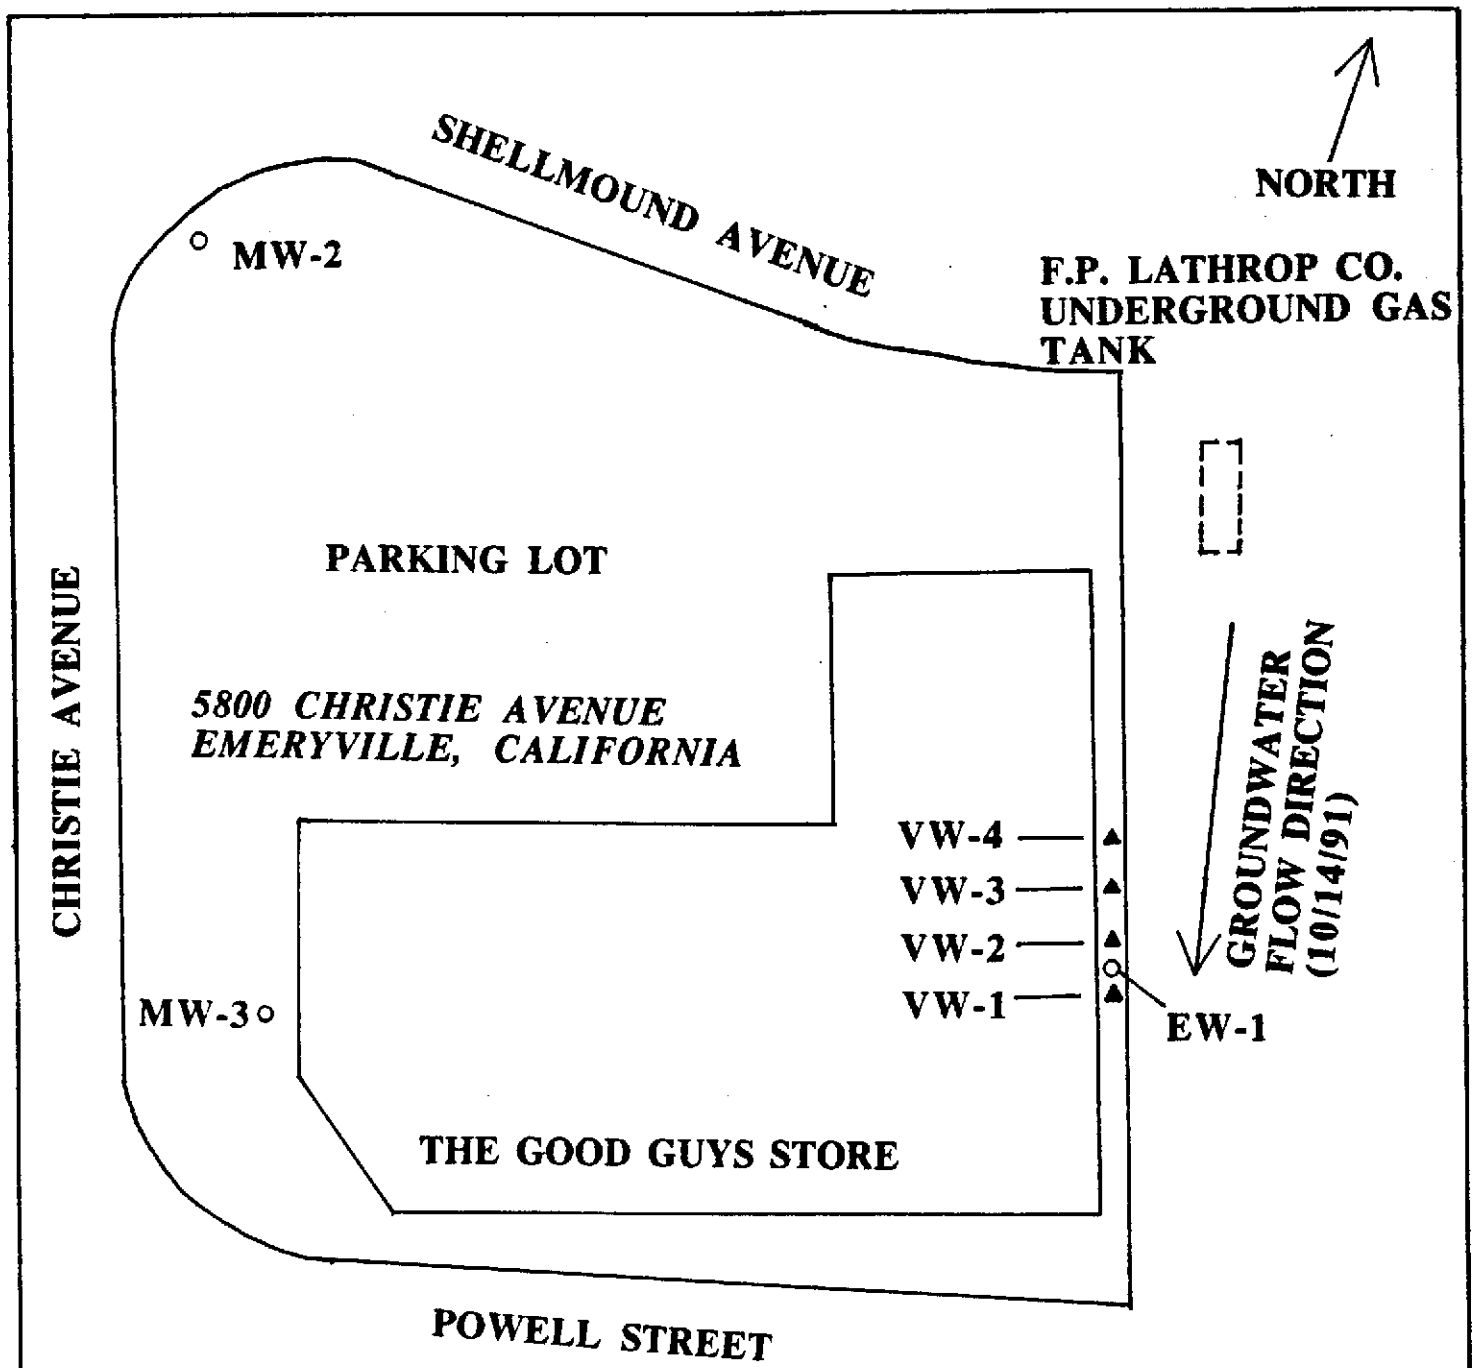 SHELLMOUND AVENUE
NORTH
MW-2
F.P. LATHROP CO.
UNDERGROUND GAS
TANK
PARKING LOT
CHRISTIE AVENUE
5800 CHRISTIE AVENUE
EMERYVILLE, CALIFORNIA
GROUNDWATER
FLOW DIRECTION
(10/14/91)
VW-4
VW-3
VW-2
VW-1
EW-1
MW-3
THE GOOD GUYS STORE
POWELL STREET